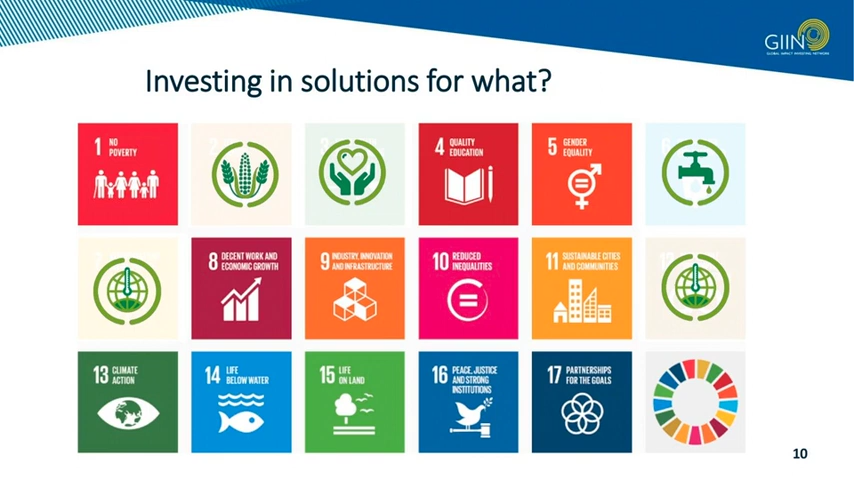 GIIN
GLOBAL IMPACT INVESTING NETWORK
Investing in solutions for what?
1 NO
POVERTY
4 QUALITY
EDUCATION
5 GENDER
EQUALITY
8 DECENT WORK AND
ECONOMIC GROWTH
9 INDUSTRY, INNOVATION
AND INFRASTRUCTURE
10 REDUCED
INEQUALITIES
11 SUSTAINABLE CITIES
AND COMMUNITIES
13 CLIMATE
ACTION
14 LIFE
BELOW WATER
15 LIFE
ON LAND
16 PEACE, JUSTICE
AND STRONG
INSTITUTIONS
17 PARTNERSHIPS
FOR THE GOALS
10